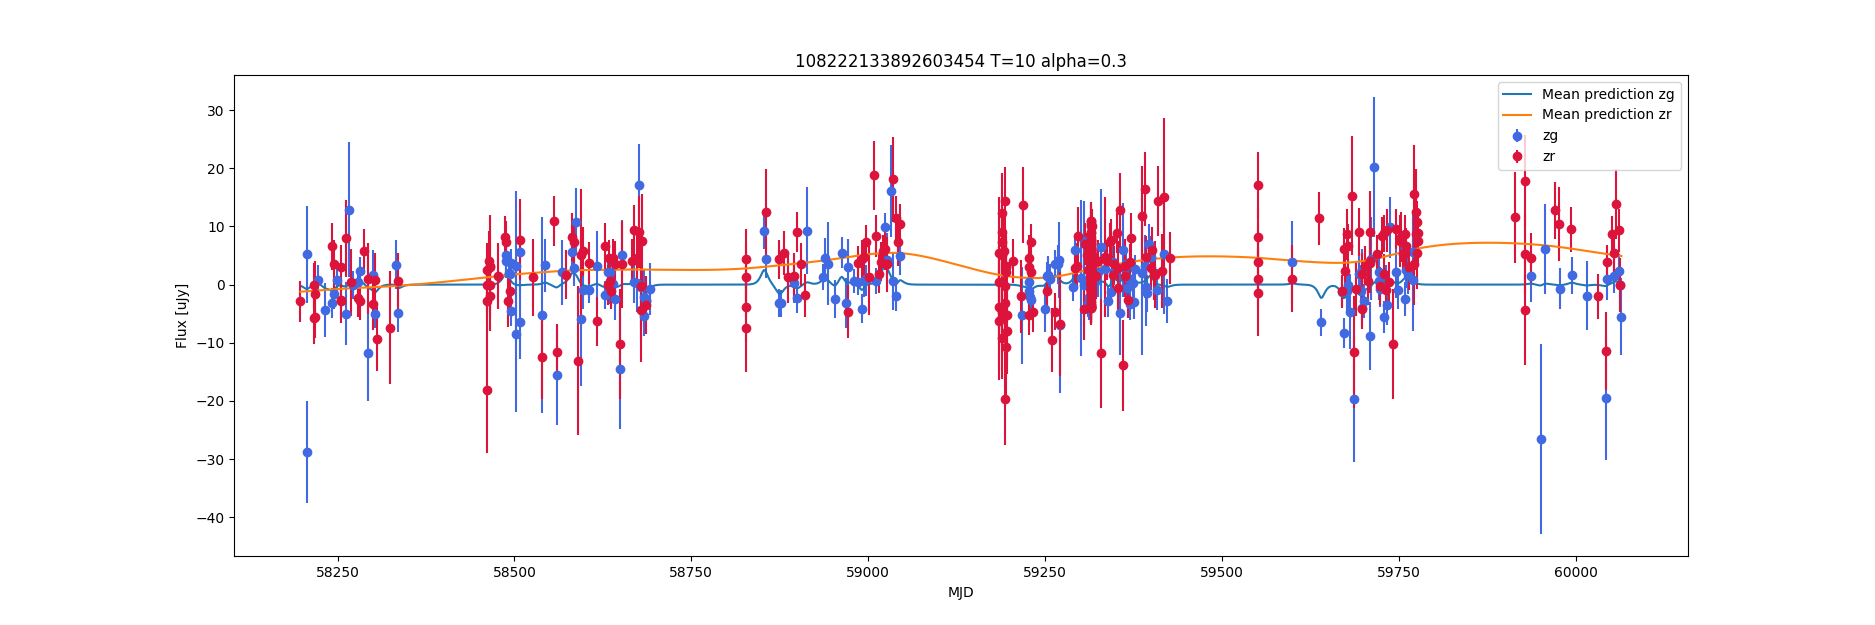 108222133892603454 T=10 alpha=0.3
Mean prediction zg
Mean prediction zr
zg
zr
30
20
10
0
−10
−20
−30
−40
Flux [uJy]
58250
58500
58750
59000
59250
59500
59750
60000
MJD